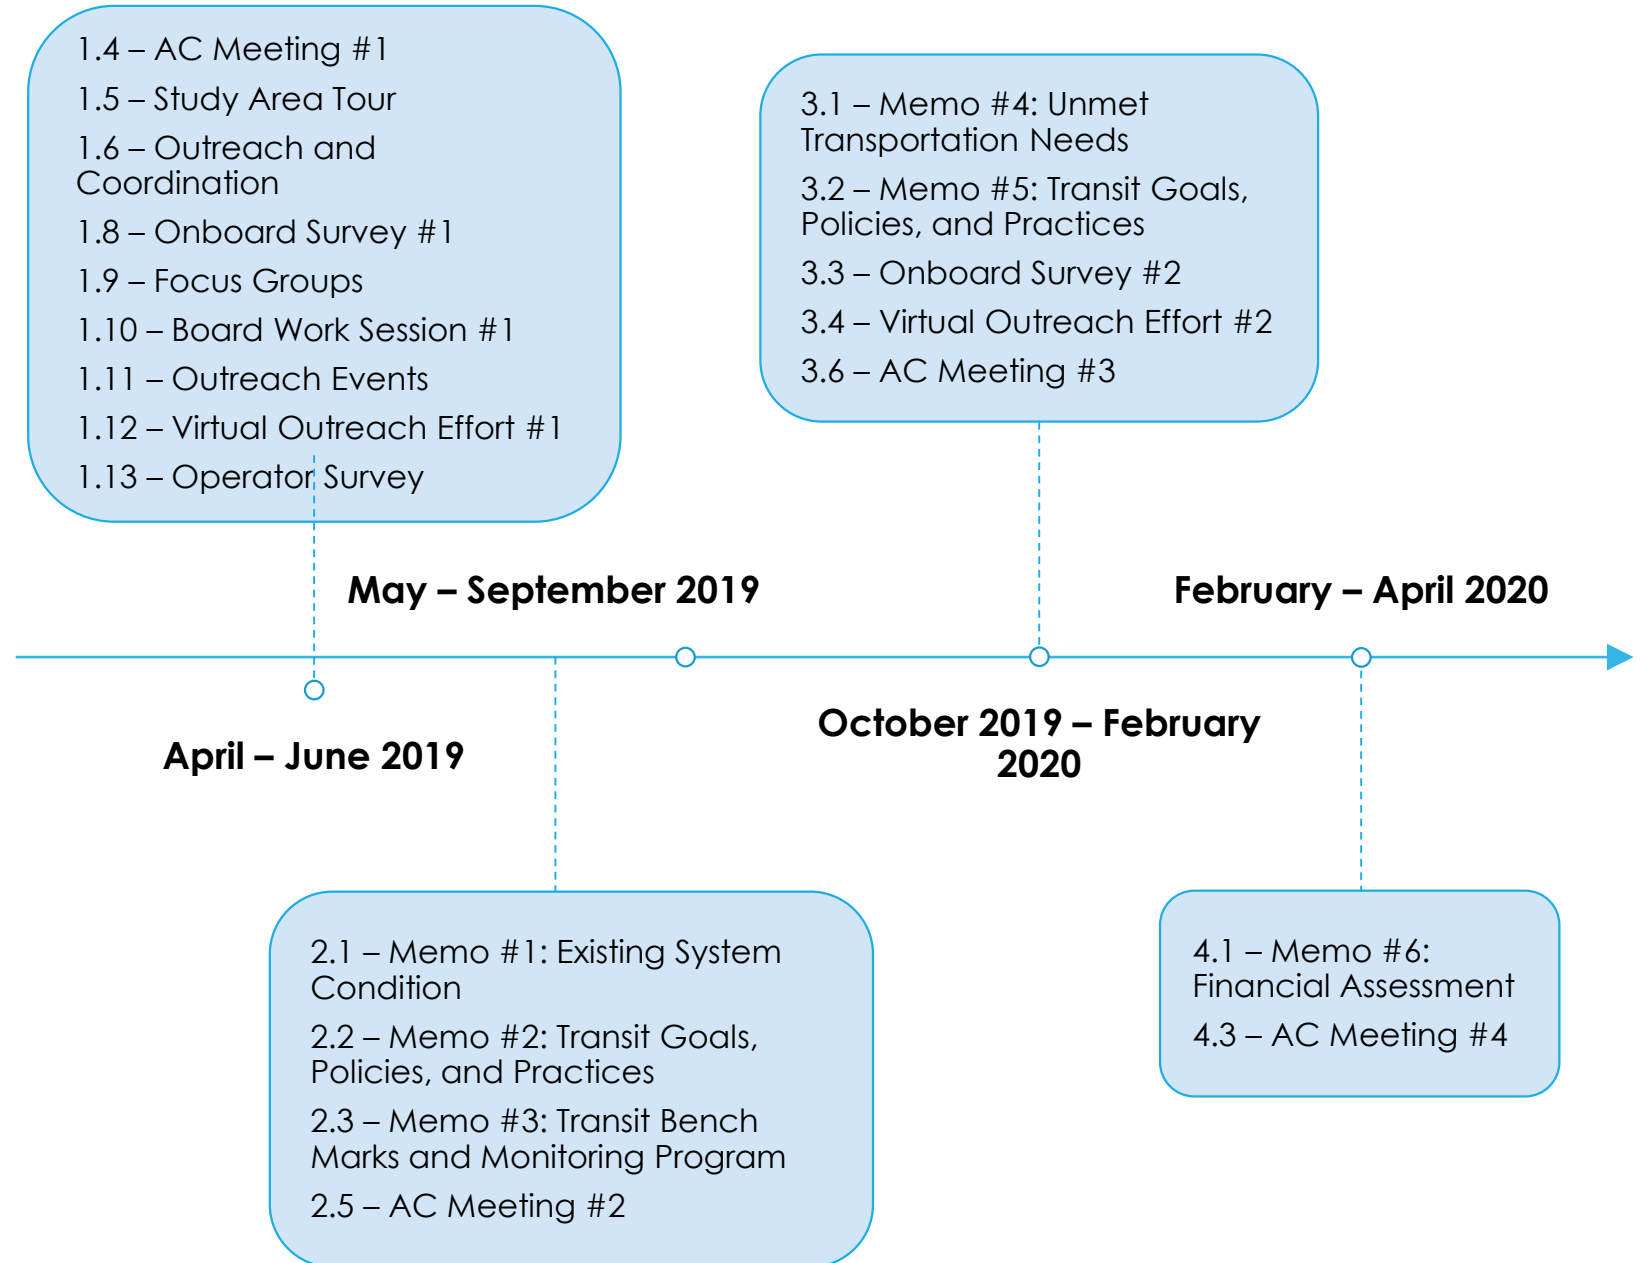 1.4 – AC Meeting #1
1.5 – Study Area Tour
1.6 – Outreach and
Coordination
1.8 – Onboard Survey #1
1.9 – Focus Groups
1.10 – Board Work Session #1
1.11 – Outreach Events
1.12 – Virtual Outreach Effort #1
1.13 – Operator Survey
3.1 – Memo #4: Unmet
Transportation Needs
3.2 – Memo #5: Transit Goals,
Policies, and Practices
3.3 – Onboard Survey #2
3.4 – Virtual Outreach Effort #2
3.6 – AC Meeting #3
May – September 2019
February – April 2020
April – June 2019
October 2019 – February
2020
2.1 – Memo #1: Existing System
Condition
2.2 – Memo #2: Transit Goals,
Policies, and Practices
2.3 – Memo #3: Transit Bench
Marks and Monitoring Program
2.5 – AC Meeting #2
4.1 – Memo #6:
Financial Assessment
4.3 – AC Meeting #4